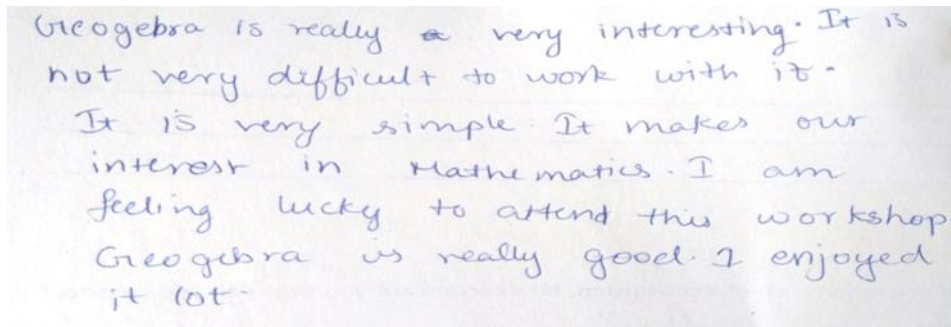 Geogebra is really very interesting. It is
not very difficult to work with it.
It is very simple. It makes our
interest in Mathematics. I am
feeling lucky to attend this workshop
Geogebra is really good. I enjoyed
it lot